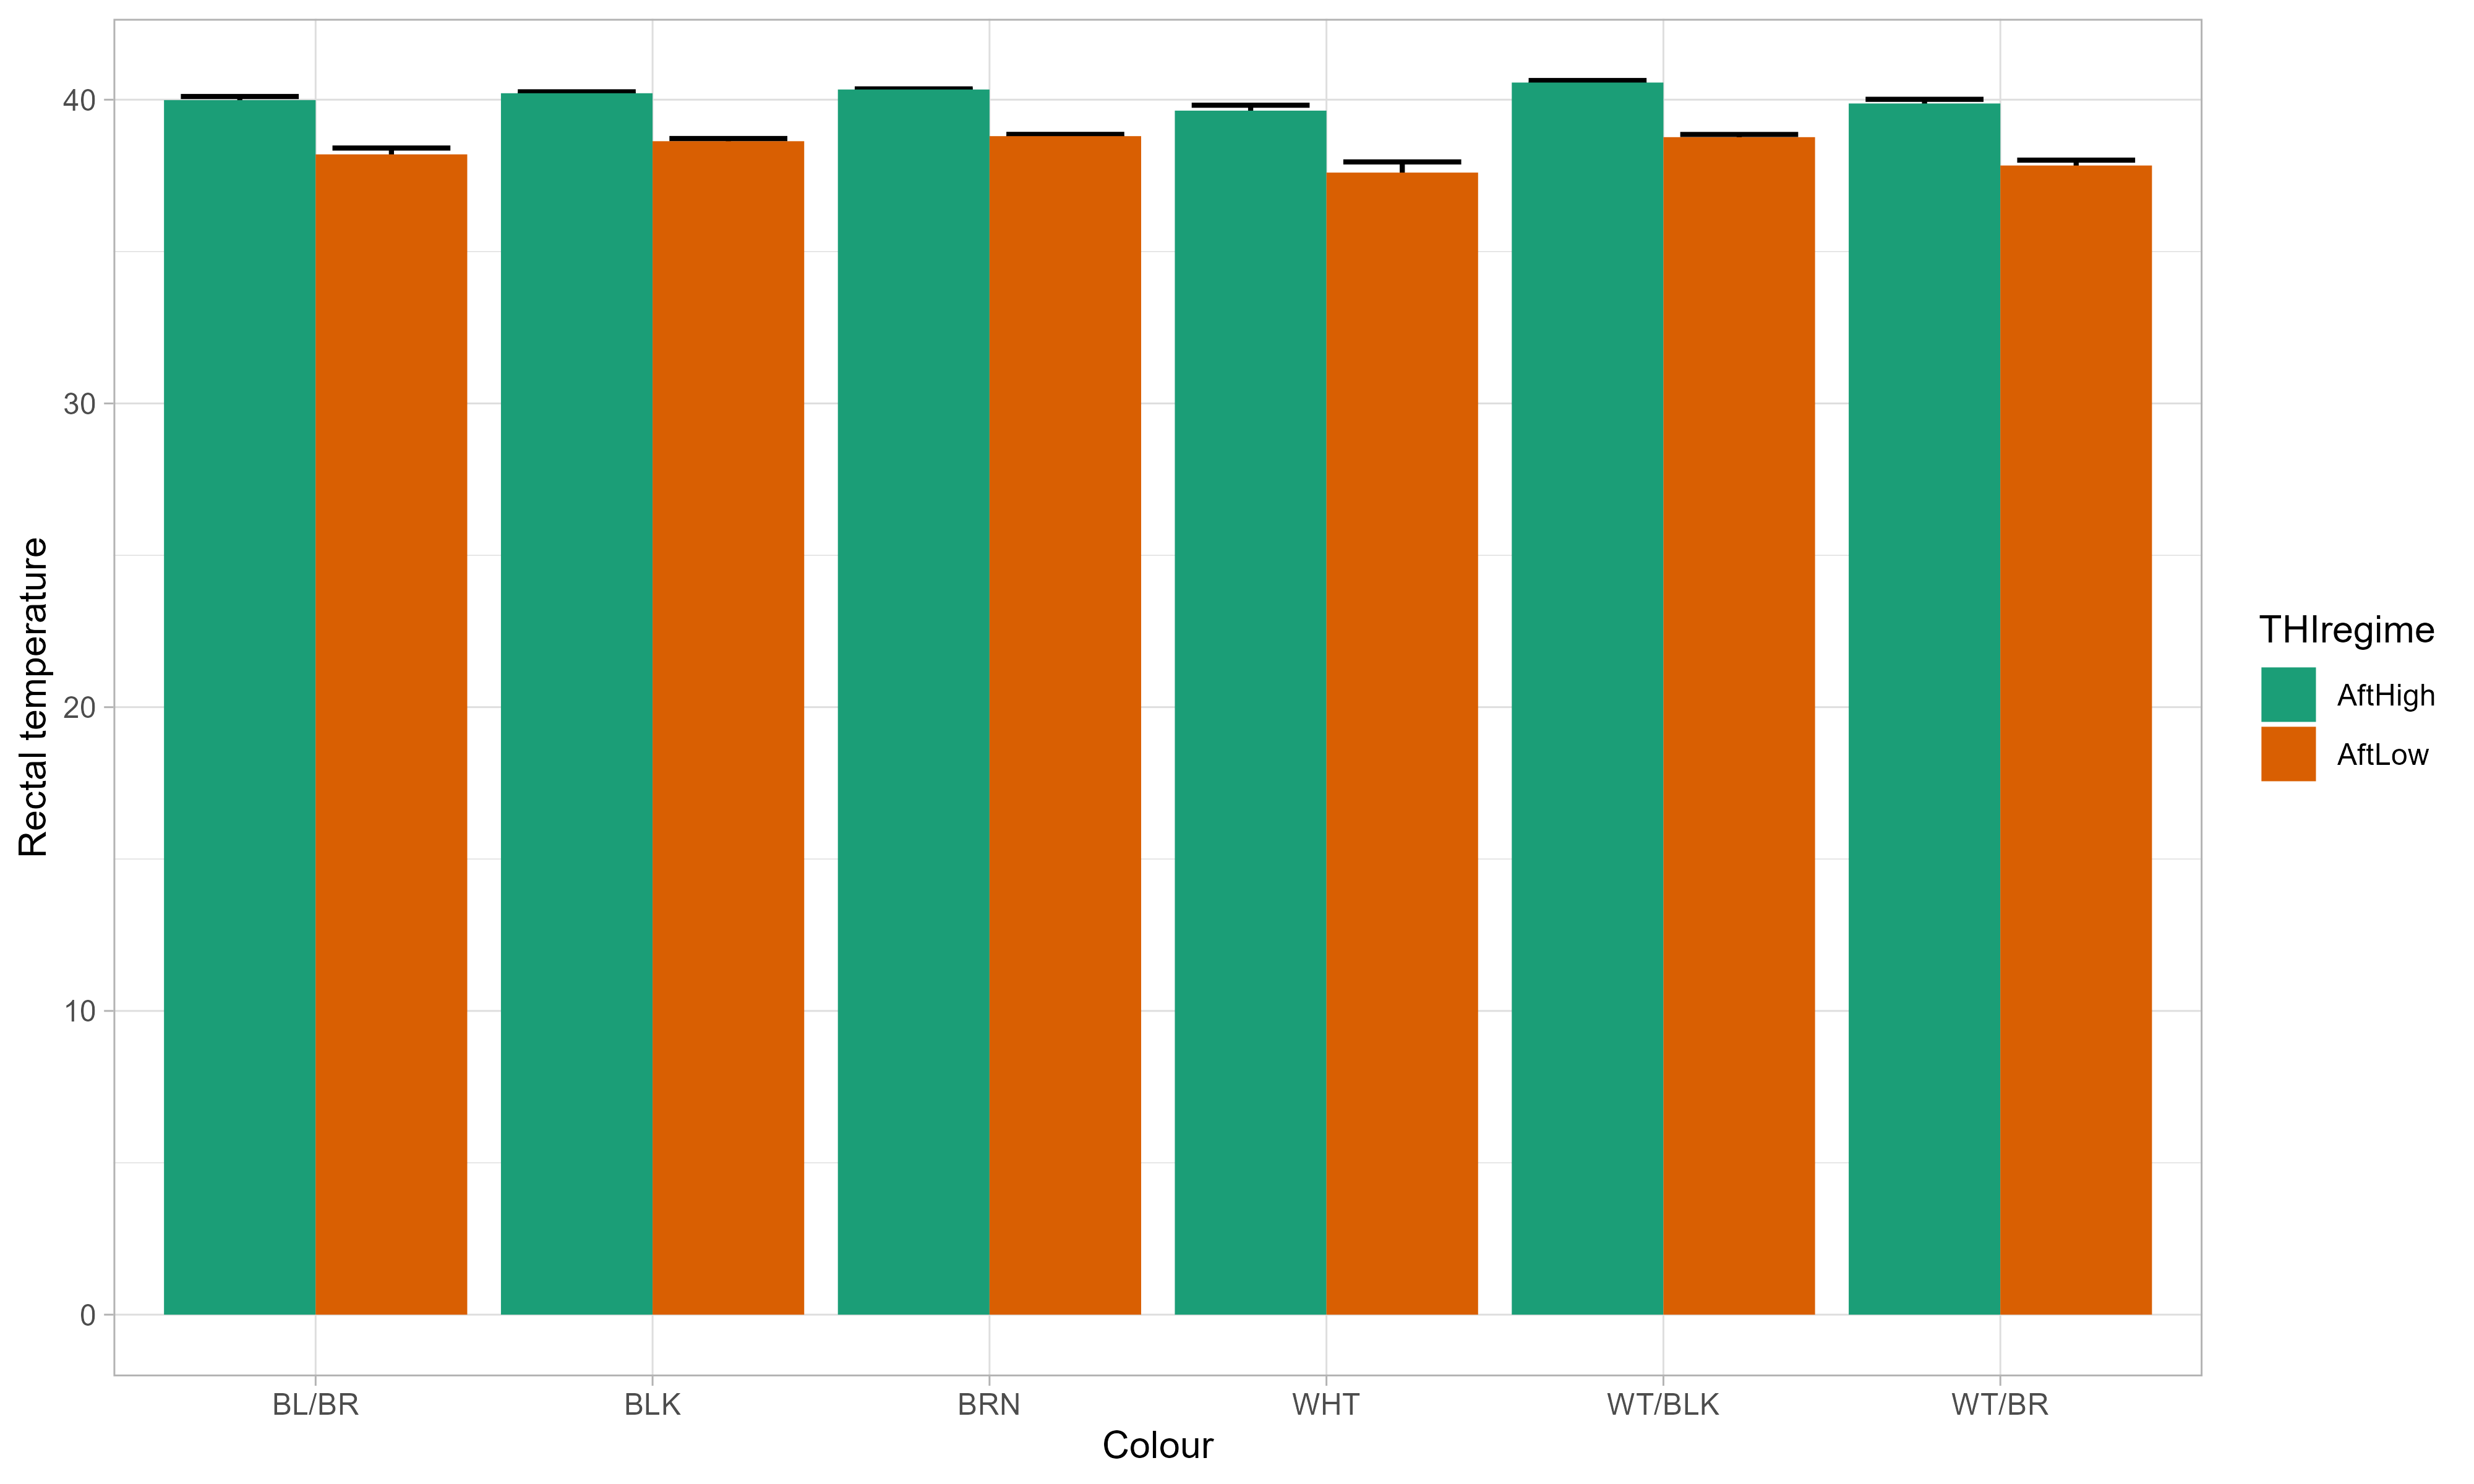 40
30
20
10
0
Rectal temperature
BL/BR
BLK
BRN
WHT
WT/BLK
WT/BR
Colour
THIregime
AftHigh
AftLow